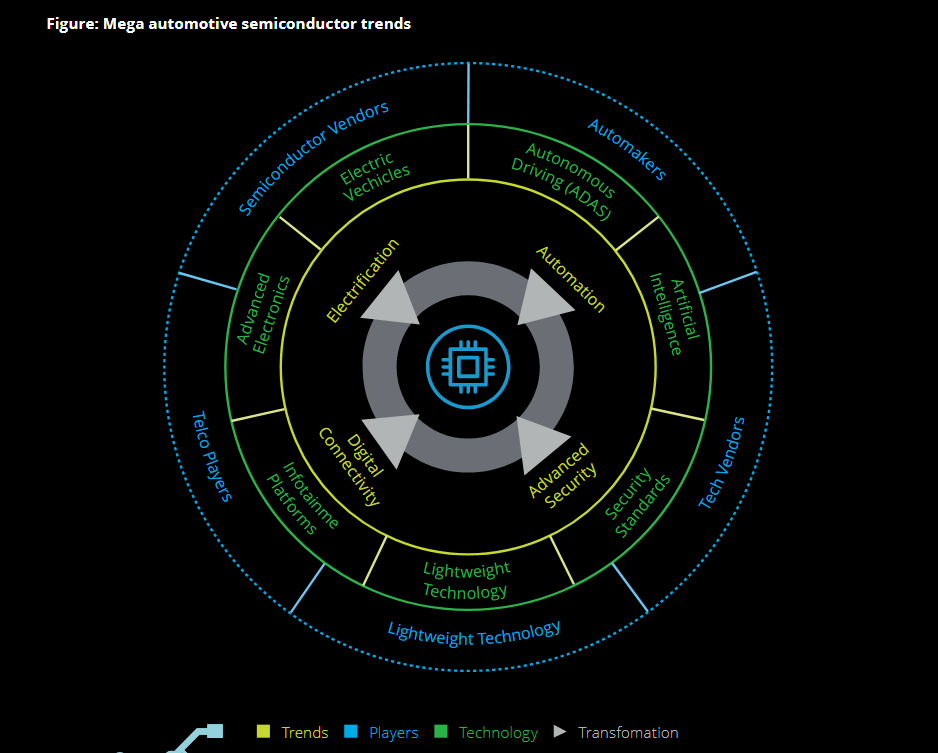 Figure: Mega automotive semiconductor trends
Semiconductor Vendors
Automakers
Electric
Vechicles
Autonomous
Driving (ADAS)
Electrification
Automation
Advanced
Electronics
Artificial
Intelligence
Telco Players
Tech Vendors
Digital
Connectivity
Advanced
Security
Infotainme
Platforms
Security
Standards
Lightweight
Technology
Lightweight Technology
Trends
Players
Technology
Transfomation